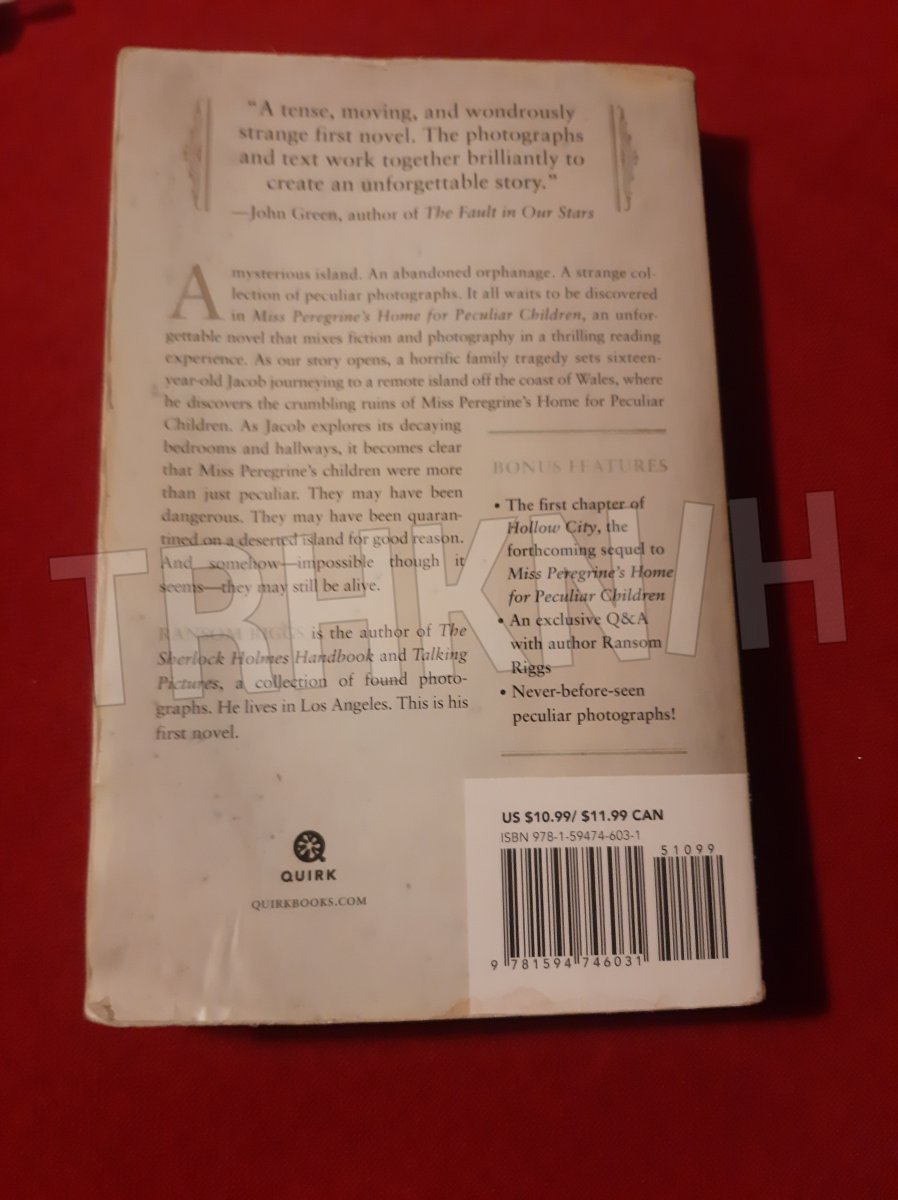 “A tense, moving, and wondrously
strange first novel. The photographs
and text work together brilliantly to
create an unforgettable story.”
—John Green, author of The Fault in Our Stars
A mysterious island. An abandoned orphanage. A strange col-
lection of peculiar photographs. It all waits to be discovered
in Miss Peregrine’s Home for Peculiar Children, an unfor-
gettable novel that mixes fiction and photography in a thrilling reading
experience. As our story opens, a horrific family tragedy sets sixteen-
year-old Jacob journeying to a remote island off the coast of Wales, where
he discovers the crumbling ruins of Miss Peregrine’s Home for Peculiar
Children. As Jacob explores its decaying
bedrooms and hallways, it becomes clear
that Miss Peregrine’s children were more
than just peculiar. They may have been
dangerous. They may have been quaran-
tined on a deserted island for good reason.
And somehow—impossible though it
seems—they may still be alive.
RANSOM RIGGS is the author of The
Sherlock Holmes Handbook and Talking
Pictures, a collection of found photo-
graphs. He lives in Los Angeles. This is his
first novel.
BONUS FEATURES
• The first chapter of
Hollow City, the
forthcoming sequel to
Miss Peregrine’s Home
for Peculiar Children
• An exclusive Q&A
with author Ransom
Riggs
• Never-before-seen
peculiar photographs!
TRHKNVH
QUIRK
QUIRKBOOKS.COM
US $10.99/ $11.99 CAN
ISBN 978-1-59474-603-1
51099
9 781594 746031